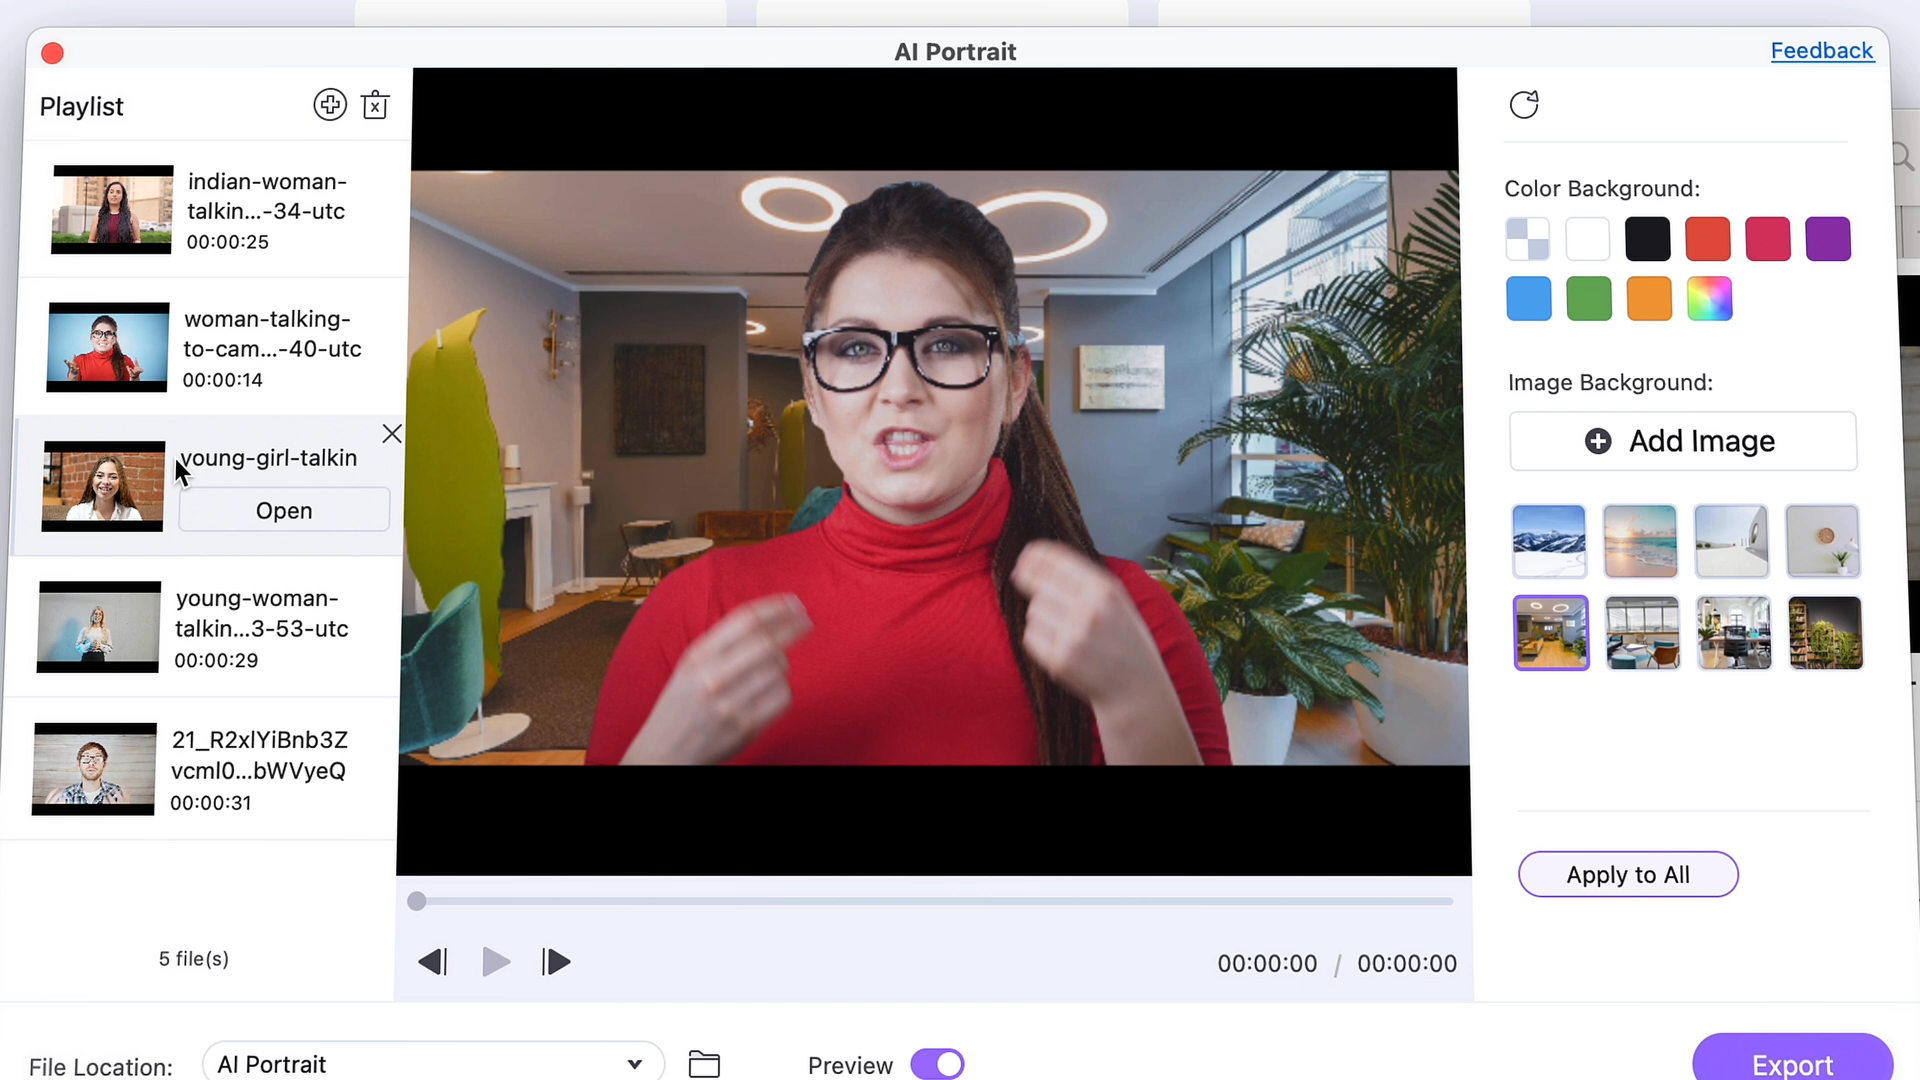 AI Portrait
Feedback
Playlist
indian-woman-
talkin...-34-utc
00:00:25
woman-talking-
to-cam...-40-utc
00:00:14
young-girl-talkin
Open
young-woman-
talkin...3-53-utc
00:00:29
21_R2xlYiBnb3Z
vcml0...bWVyeQ
00:00:31
5 file(s)
00:00:00 / 00:00:00
Color Background:
Image Background:
Add Image
Apply to All
File Location:
AI Portrait
Preview
Export